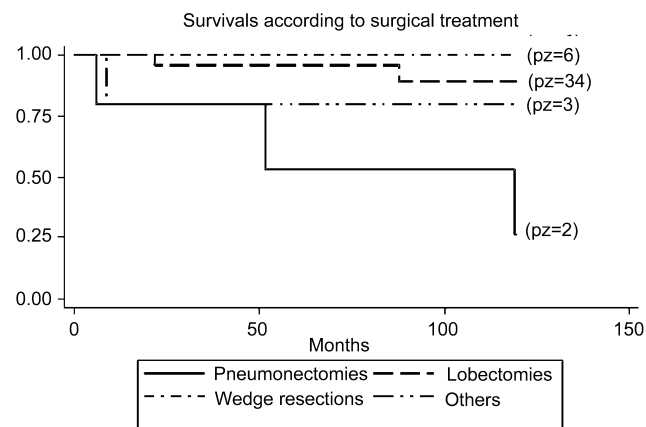 Survivals according to surgical treatment
1.00
(pz=6)
(pz=34)
0.75
(pz=3)
0.50
0.25
(pz=2)
0.00
0 50 100 150
Months
Pneumonectomies Lobectomies
Wedge resections Others